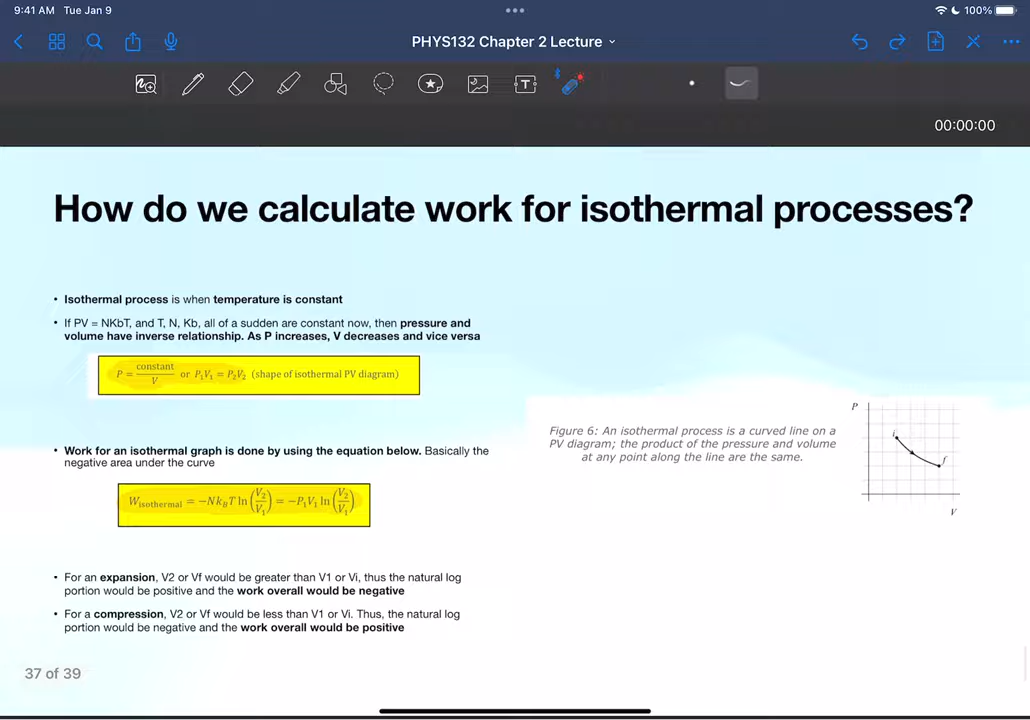 9:41 AM Tue Jan 9
100%
PHYS132 Chapter 2 Lecture
T
00:00:00
How do we calculate work for isothermal processes?
• Isothermal process is when temperature is constant
• If PV = NKbT, and T, N, Kb, all of a sudden are constant now, then pressure and
volume have inverse relationship. As P increases, V decreases and vice versa
P = constant/V or P₁V₁ = P₂V₂ (shape of isothermal PV diagram)
Figure 6: An isothermal process is a curved line on a
PV diagram; the product of the pressure and volume
at any point along the line are the same.
P
i
f
V
• Work for an isothermal graph is done by using the equation below. Basically the
negative area under the curve
W_isothermal = −Nk_BT ln(V₂/V₁) = −P₁V₁ ln(V₂/V₁)
• For an expansion, V2 or Vf would be greater than V1 or Vi, thus the natural log
portion would be positive and the work overall would be negative
• For a compression, V2 or Vf would be less than V1 or Vi. Thus, the natural log
portion would be negative and the work overall would be positive
37 of 39